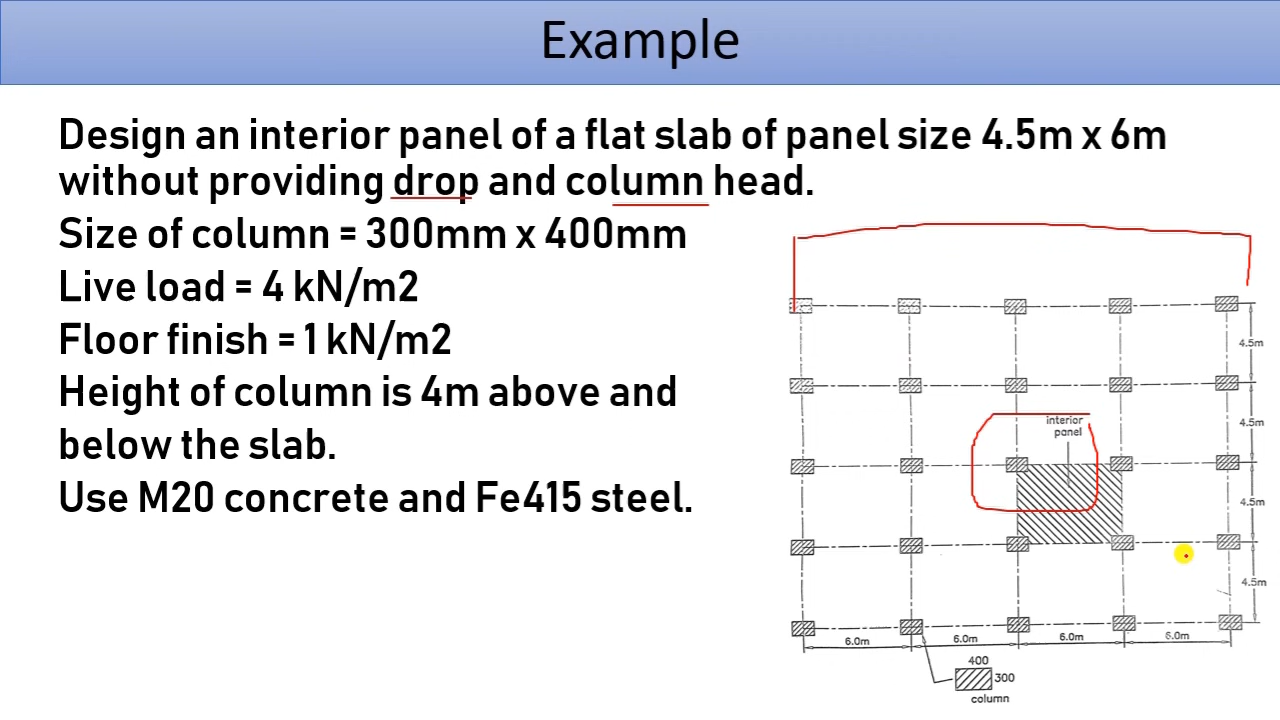 Example
Design an interior panel of a flat slab of panel size 4.5m x 6m
without providing drop and column head.
Size of column = 300mm x 400mm
Live load = 4 kN/m2
Floor finish = 1 kN/m2
Height of column is 4m above and
below the slab.
Use M20 concrete and Fe415 steel.
4.5m
4.5m
interior
panel
4.5m
4.5m
6.0m
6.0m
6.0m
6.0m
400
300
column